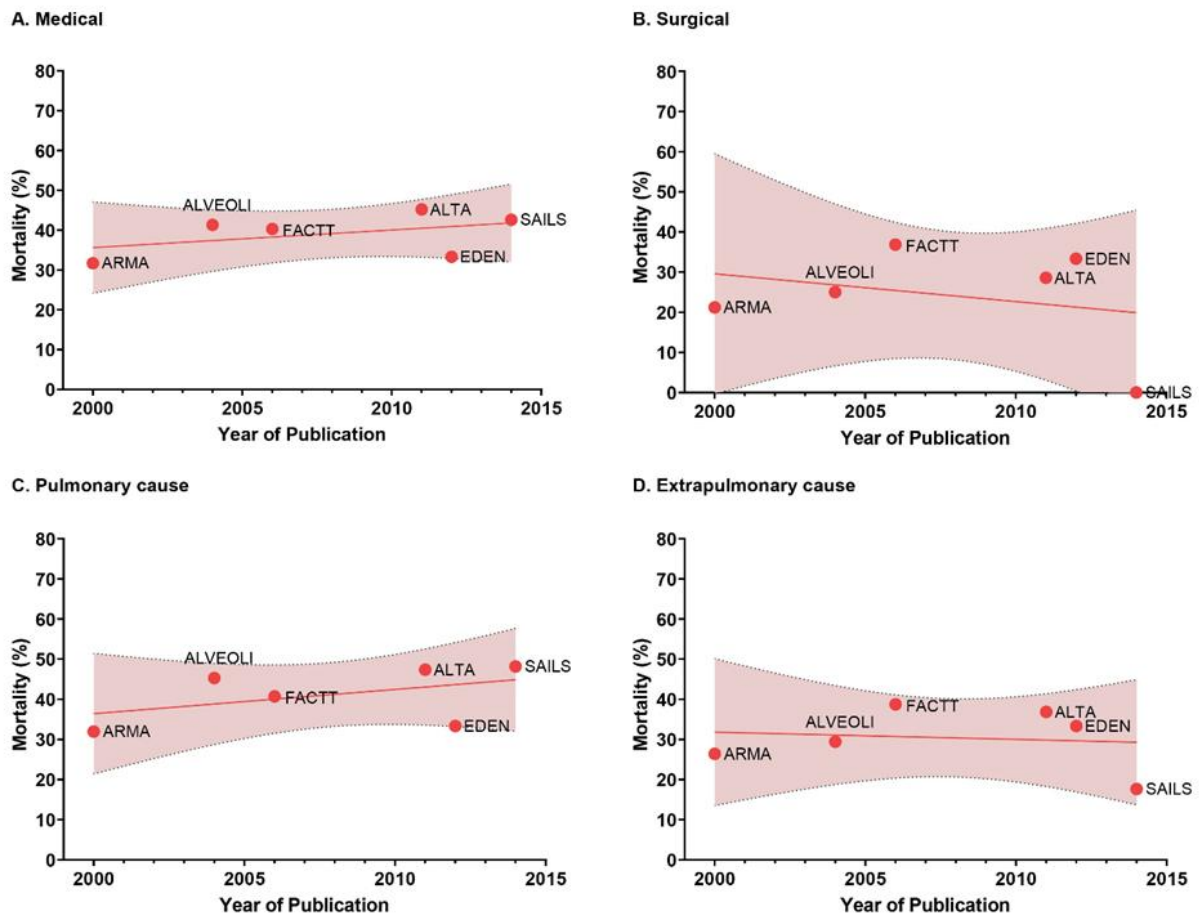 A. Medical
Mortality (%)
80
70
60
50
40
30
20
10
0
ARMA
ALVEOLI
FACTT
ALTA
EDEN
SAILS
2000 2005 2010 2015
Year of Publication
B. Surgical
Mortality (%)
80
70
60
50
40
30
20
10
0
ARMA
ALVEOLI
FACTT
EDEN
ALTA
SAILS
2000 2005 2010 2015
Year of Publication
C. Pulmonary cause
Mortality (%)
80
70
60
50
40
30
20
10
0
ARMA
ALVEOLI
FACTT
ALTA
EDEN
SAILS
2000 2005 2010 2015
Year of Publication
D. Extrapulmonary cause
Mortality (%)
80
70
60
50
40
30
20
10
0
ARMA
ALVEOLI
FACTT
ALTA
EDEN
SAILS
2000 2005 2010 2015
Year of Publication